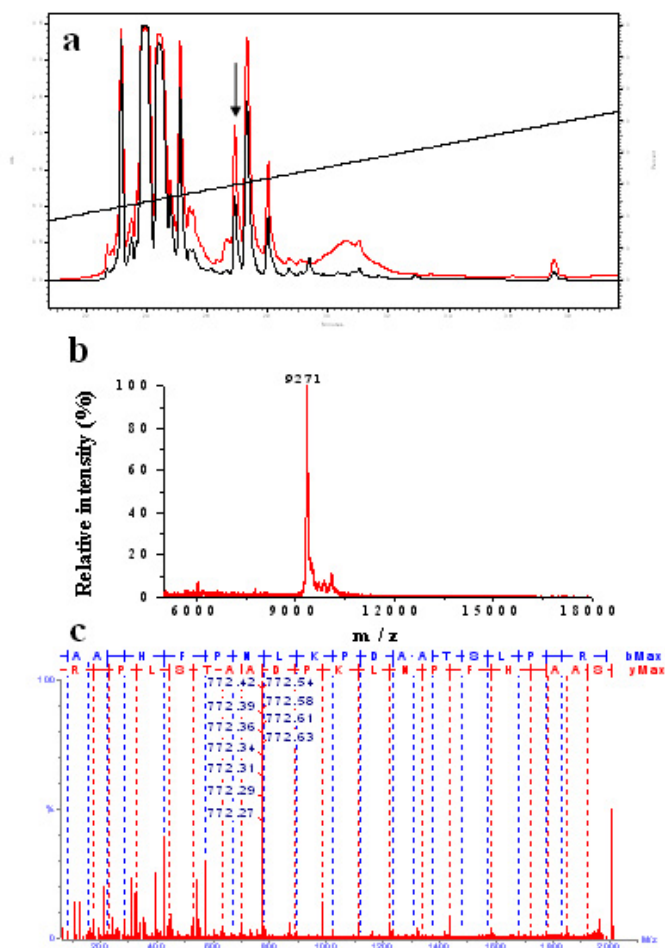 a
b
9271
100
80
60
40
20
0
Relative intensity (%)
6000 9000 12000 15000 18000
m / z
c
A A H F P N L K P D A A T S L P R bMax
R P L S T A A D P K L N P F H A A S yMax
100
772.42 772.54
772.39 772.58
772.36 772.61
772.34 772.63
772.31
772.29
772.27
%
0
200 400 600 800 1000 1200 1400 1600 1800 2000